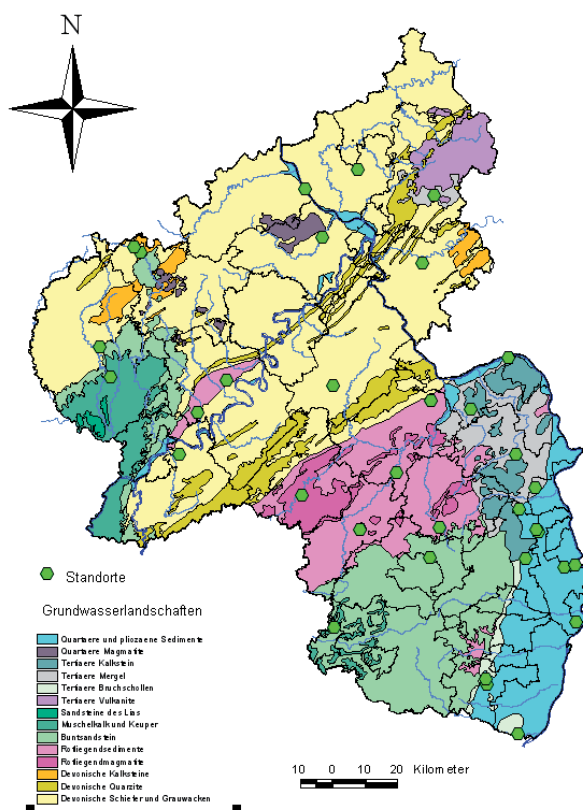 N
Standorte
Grundwasserlandschaften
Quartaere und pliozaene Sedimente
Quartaere Magmatite
Tertiaere Kalkstein
Tertiaere Mergel
Tertiaere Bruchschollen
Tertiaere Vulkanite
Sandsteine des Lias
Muschelkalk und Keuper
Buntsandstein
Rotliegendsedimente
Rotliegendmagmatite
Devonische Kalksteine
Devonische Quarzite
Devonische Schiefer und Grauwacken
10 0 10 20 Kilometer